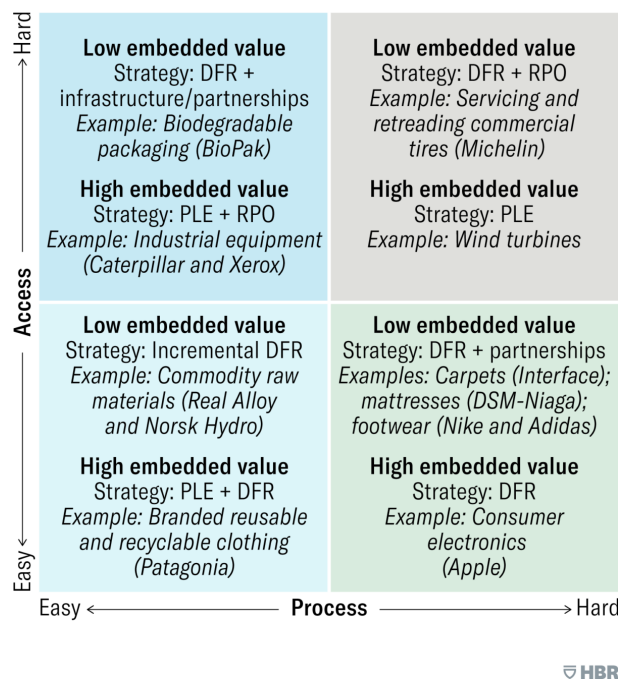 Hard
Access
Easy
Low embedded value
Strategy: DFR +
infrastructure/partnerships
Example: Biodegradable
packaging (BioPak)
High embedded value
Strategy: PLE + RPO
Example: Industrial equipment
(Caterpillar and Xerox)
Low embedded value
Strategy: DFR + RPO
Example: Servicing and
retreading commercial
tires (Michelin)
High embedded value
Strategy: PLE
Example: Wind turbines
Low embedded value
Strategy: Incremental DFR
Example: Commodity raw
materials (Real Alloy
and Norsk Hydro)
High embedded value
Strategy: PLE + DFR
Example: Branded reusable
and recyclable clothing
(Patagonia)
Low embedded value
Strategy: DFR + partnerships
Examples: Carpets (Interface);
mattresses (DSM-Niaga);
footwear (Nike and Adidas)
High embedded value
Strategy: DFR
Example: Consumer
electronics
(Apple)
Easy
Process
Hard
HBR